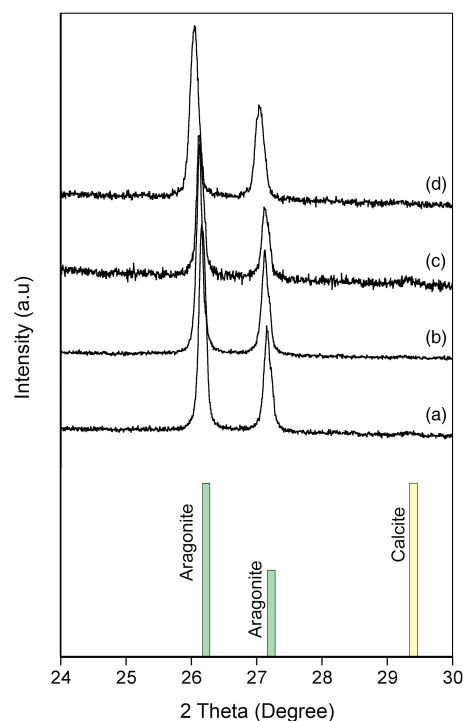 (d)
(c)
(b)
(a)
Intensity (a.u)
Aragonite
Aragonite
Calcite
24 25 26 27 28 29 30
2 Theta (Degree)